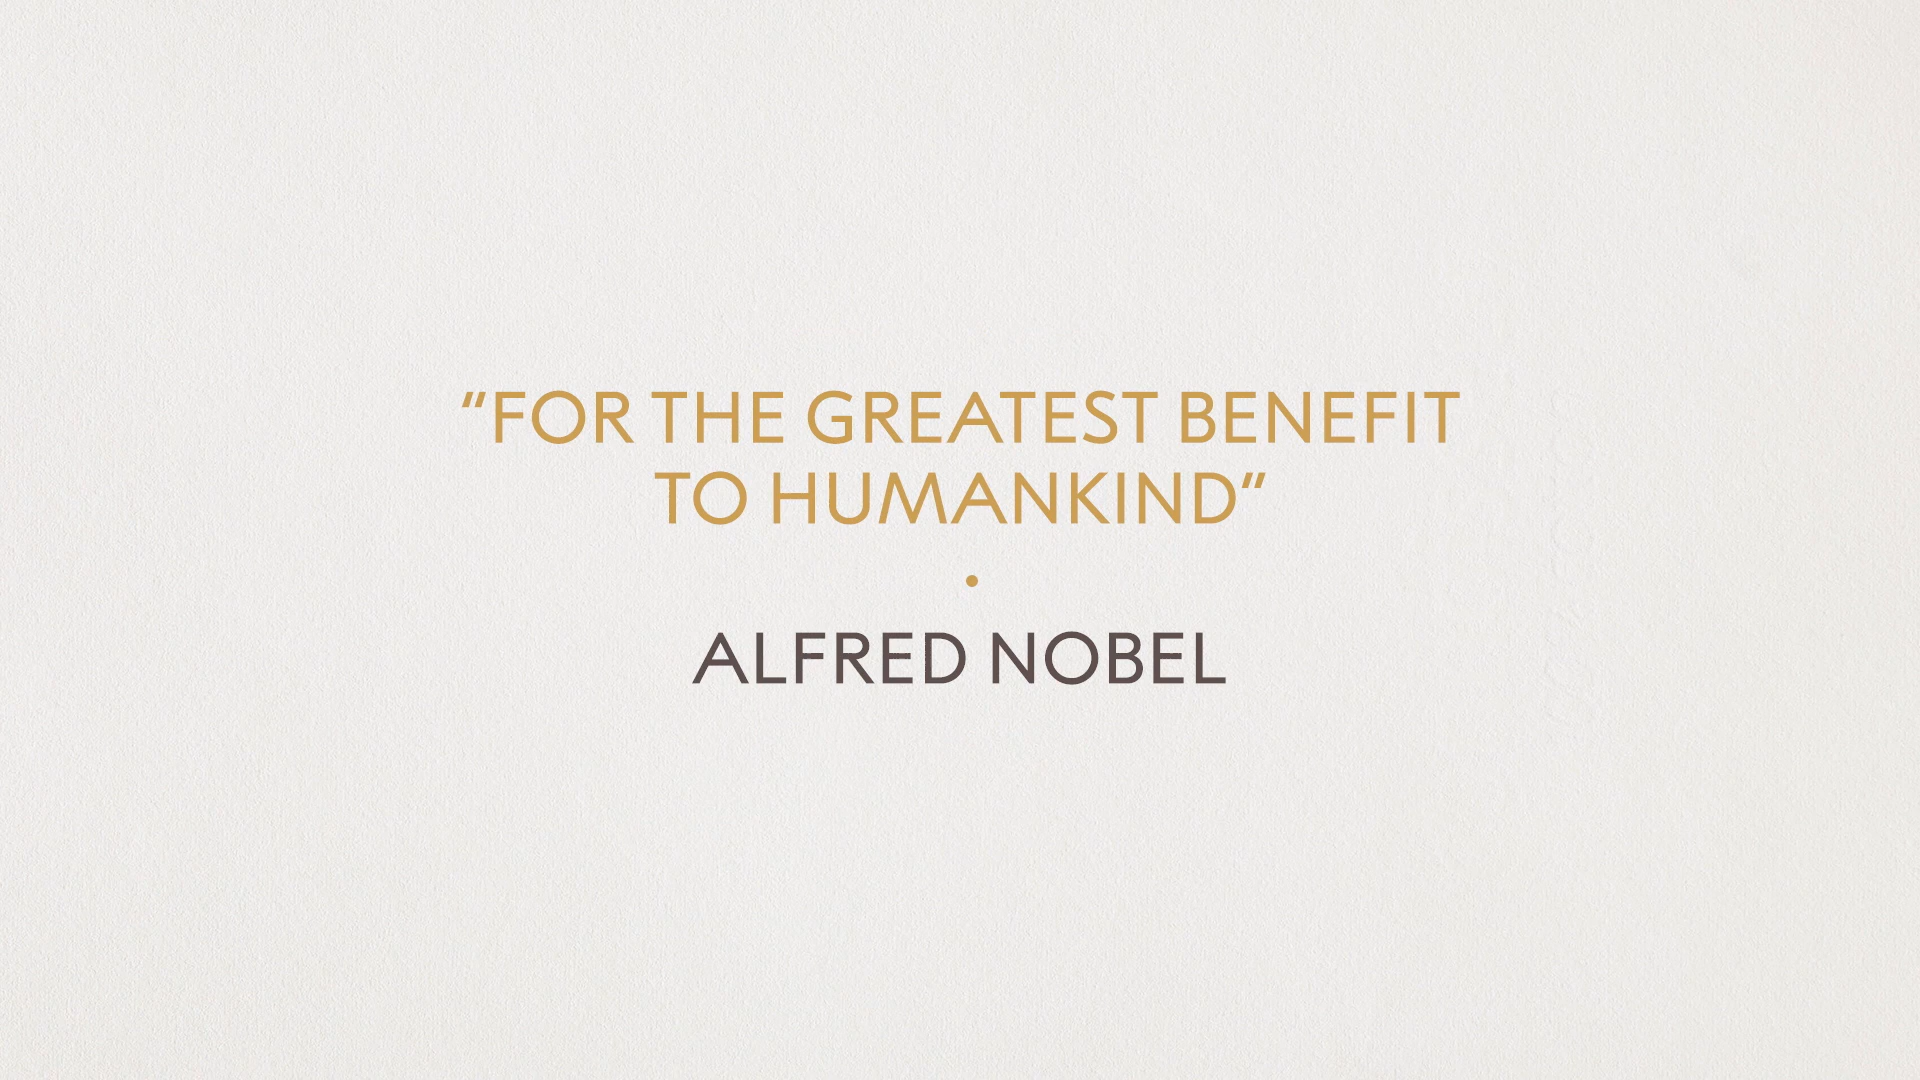 “FOR THE GREATEST BENEFIT
TO HUMANKIND”
•
ALFRED NOBEL